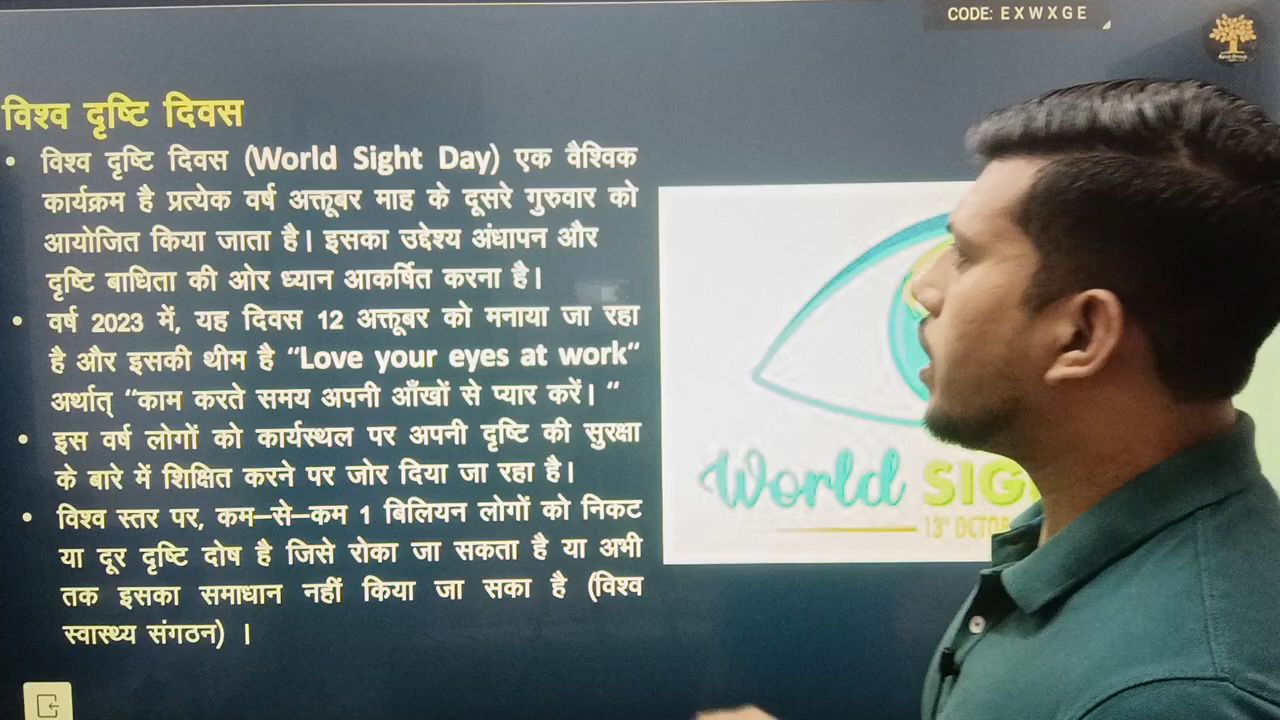 CODE: E X W X G E
विश्व दृष्टि दिवस
• विश्व दृष्टि दिवस (World Sight Day) एक वैश्विक
कार्यक्रम है प्रत्येक वर्ष अक्तूबर माह के दूसरे गुरुवार को
आयोजित किया जाता है। इसका उद्देश्य अंधापन और
दृष्टि बाधिता की ओर ध्यान आकर्षित करना है।
• वर्ष 2023 में, यह दिवस 12 अक्तूबर को मनाया जा रहा
है और इसकी थीम है “Love your eyes at work“
अर्थात् “काम करते समय अपनी आँखों से प्यार करें। “
• इस वर्ष लोगों को कार्यस्थल पर अपनी दृष्टि की सुरक्षा
के बारे में शिक्षित करने पर जोर दिया जा रहा है।
• विश्व स्तर पर, कम–से–कम 1 बिलियन लोगों को निकट
या दूर दृष्टि दोष है जिसे रोका जा सकता है या अभी
तक इसका समाधान नहीं किया जा सका है (विश्व
स्वास्थ्य संगठन) ।
World SIG
13" OCTO